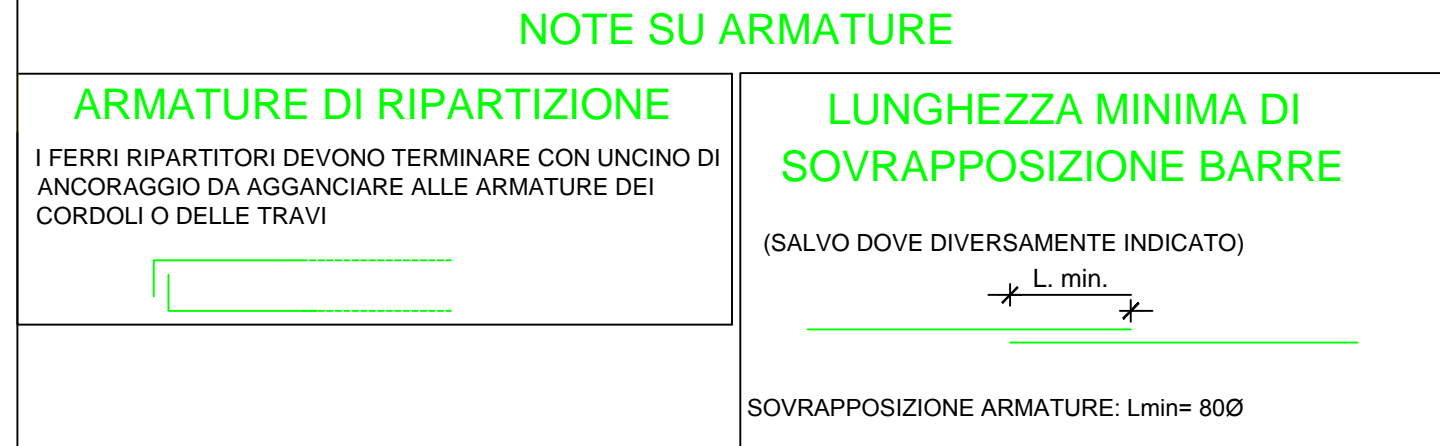 NOTE SU ARMATURE
ARMATURE DI RIPARTIZIONE
I FERRI RIPARTITORI DEVONO TERMINARE CON UNCINO DI
ANCORAGGIO DA AGGANCIARE ALLE ARMATURE DEI
CORDOLI O DELLE TRAVI
LUNGHEZZA MINIMA DI
SOVRAPPOSIZIONE BARRE
(SALVO DOVE DIVERSAMENTE INDICATO)
L. min.
SOVRAPPOSIZIONE ARMATURE: Lmin= 80Ø